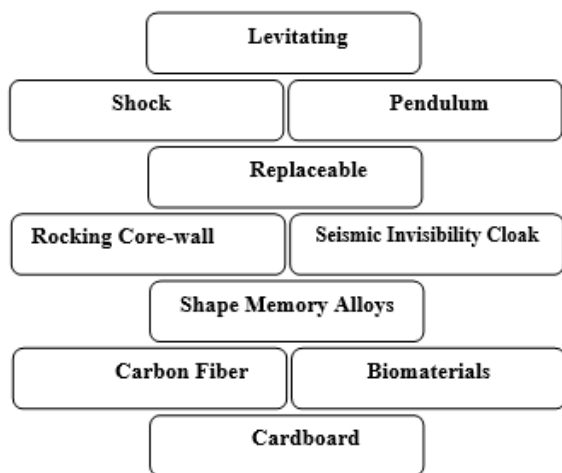 Levitating
Shock
Pendulum
Replaceable
Rocking Core-wall
Seismic Invisibility Cloak
Shape Memory Alloys
Carbon Fiber
Biomaterials
Cardboard